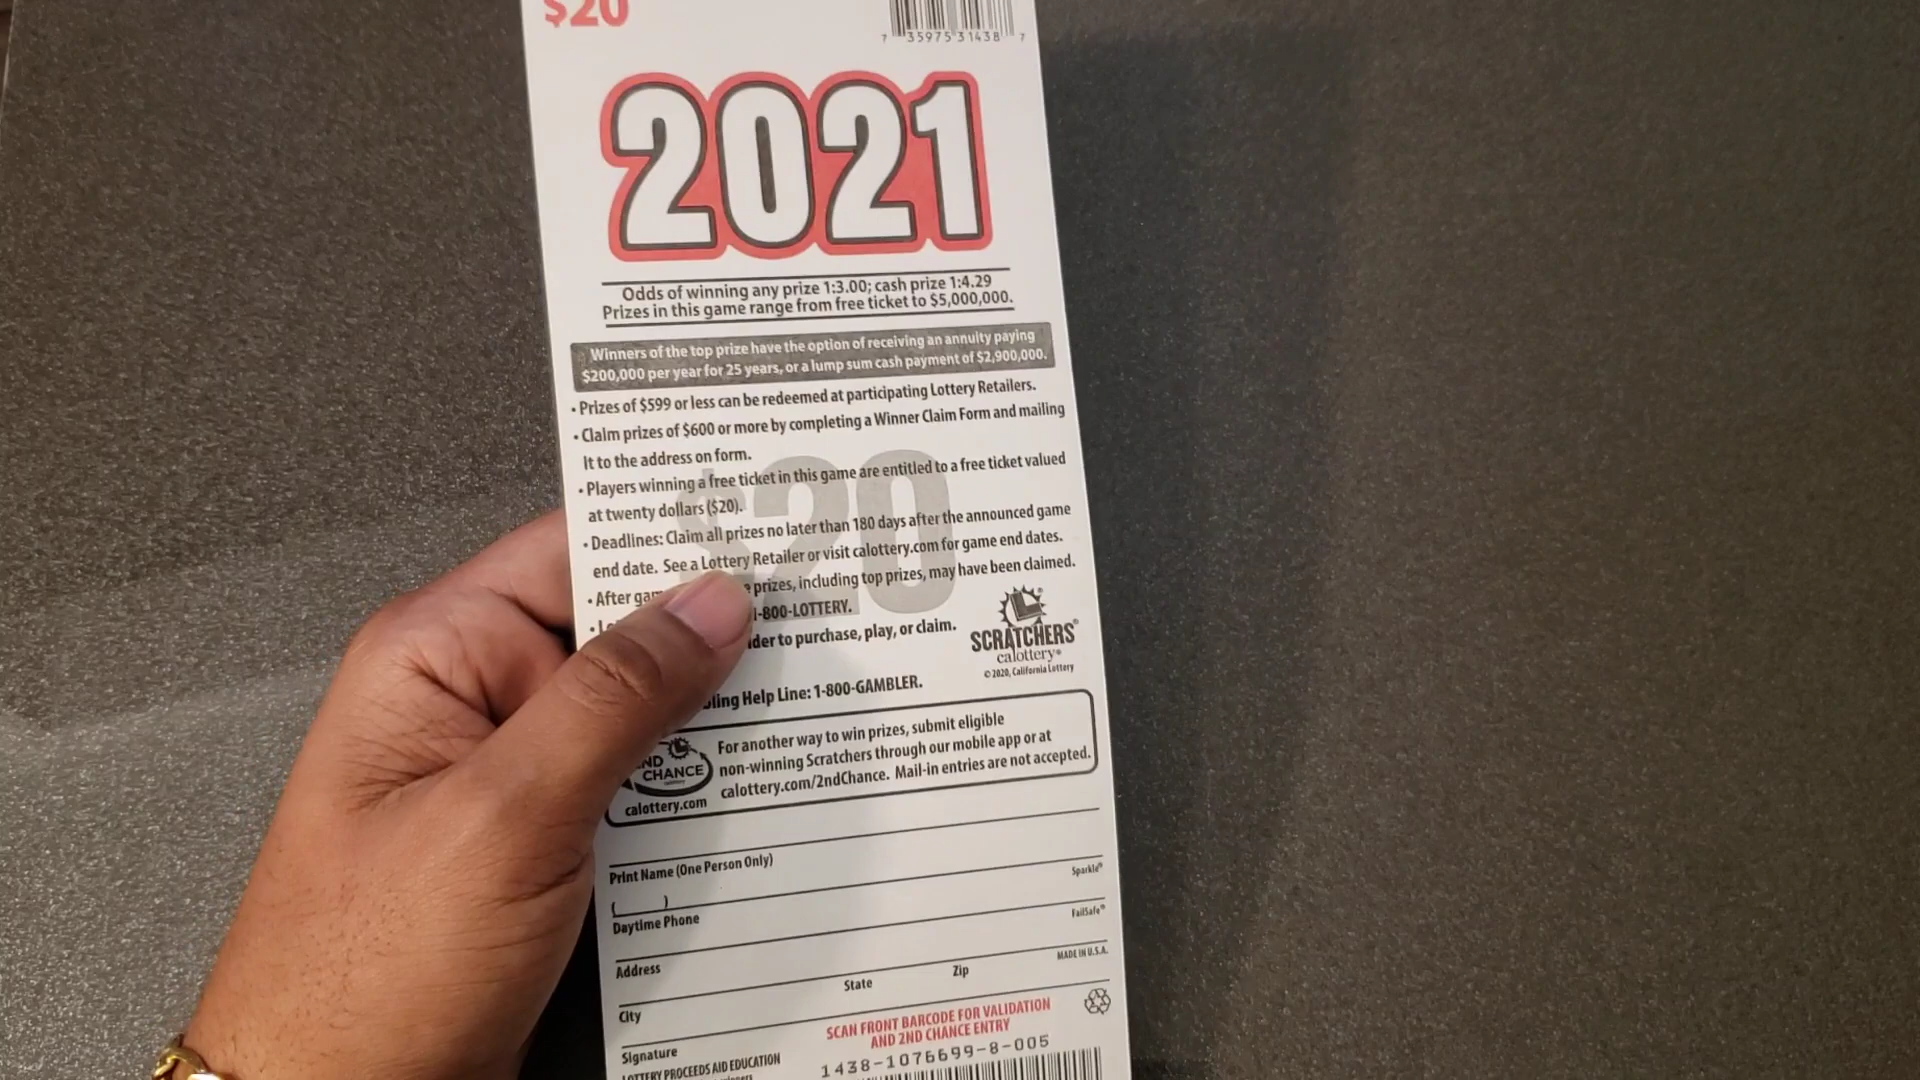 $20
7 35975 31438 7
2021
Odds of winning any prize 1:3.00; cash prize 1:4.29
Prizes in this game range from free ticket to $5,000,000.
Winners of the top prize have the option of receiving an annuity paying
$200,000 per year for 25 years, or a lump sum cash payment of $2,900,000.
• Prizes of $599 or less can be redeemed at participating Lottery Retailers.
• Claim prizes of $600 or more by completing a Winner Claim Form and mailing
It to the address on form.
• Players winning a free ticket in this game are entitled to a free ticket valued
at twenty dollars ($20).
$20
• Deadlines: Claim all prizes no later than 180 days after the announced game
end date. See a Lottery Retailer or visit calottery.com for game end dates.
• After prizes, including top prizes, may have been claimed.
1-800-LOTTERY.
to purchase, play, or claim.
SCRATCHERS®
calottery®
© 2020, California Lottery
Help Line: 1-800-GAMBLER.
CHANCE
calottery.com
For another way to win prizes, submit eligible
non-winning Scratchers through our mobile app or at
calottery.com/2ndChance. Mail-in entries are not accepted.
Print Name (One Person Only)
Sparkle®
( )
Daytime Phone
FailSafe®
Address
MADE IN U.S.A.
City State Zip
SCAN FRONT BARCODE FOR VALIDATION
AND 2ND CHANCE ENTRY
Signature
1438-1076699-8-005
LOTTERY PROCEEDS AID EDUCATION